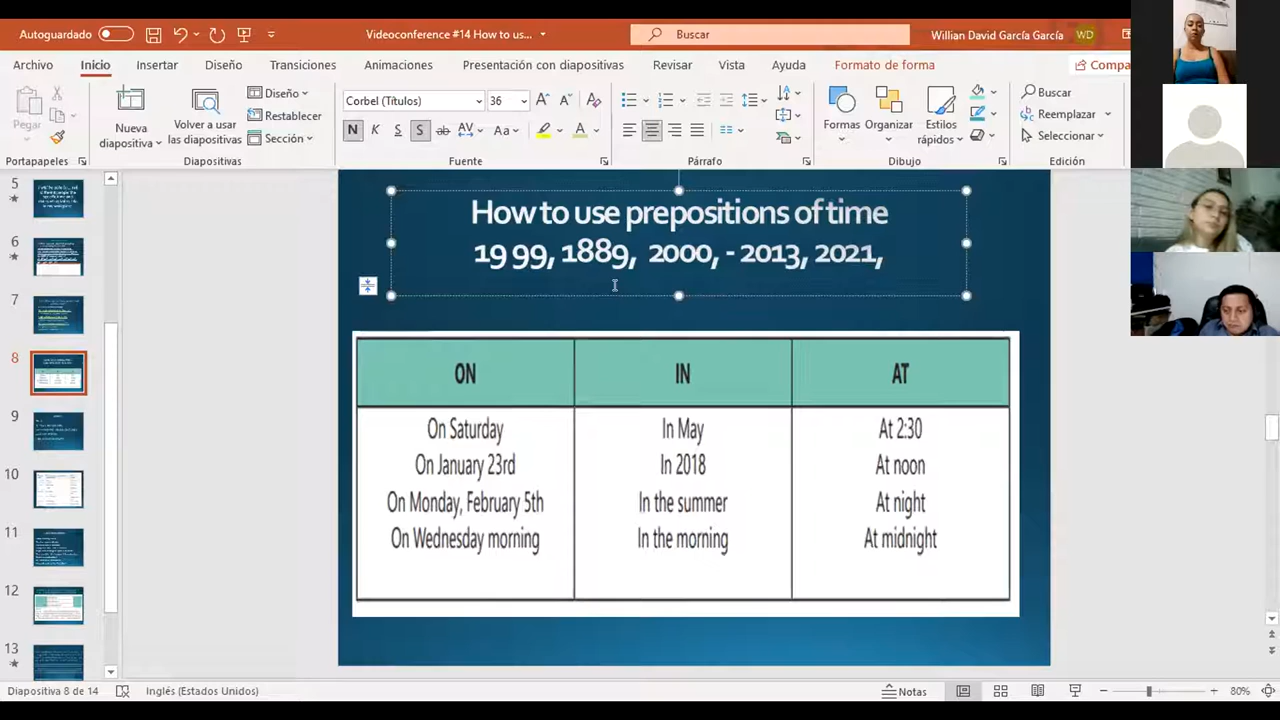 Autoguardado
Videoconference #14 How to us...
Buscar
Willian David García García
WD
Archivo
Inicio
Insertar
Diseño
Transiciones
Animaciones
Presentación con diapositivas
Revisar
Vista
Ayuda
Formato de forma
Compa
Pegar
Nueva
diapositiva
Volver a usar
las diapositivas
Diseño
Restablecer
Sección
Corbel (Títulos)
36
N
K
S
S
ab
AV
Aa
A
Formas
Organizar
Estilos
rápidos
Buscar
Reemplazar
Seleccionar
Portapapeles
Diapositivas
Fuente
Párrafo
Dibujo
Edición
5
6
7
8
9
10
11
12
13
How to use prepositions of time
19 99, 1889, 2000, - 2013, 2021,
ON
IN
AT
On Saturday
In May
At 2:30
On January 23rd
In 2018
At noon
On Monday, February 5th
In the summer
At night
On Wednesday morning
In the morning
At midnight
Diapositiva 8 de 14
Inglés (Estados Unidos)
Notas
80%